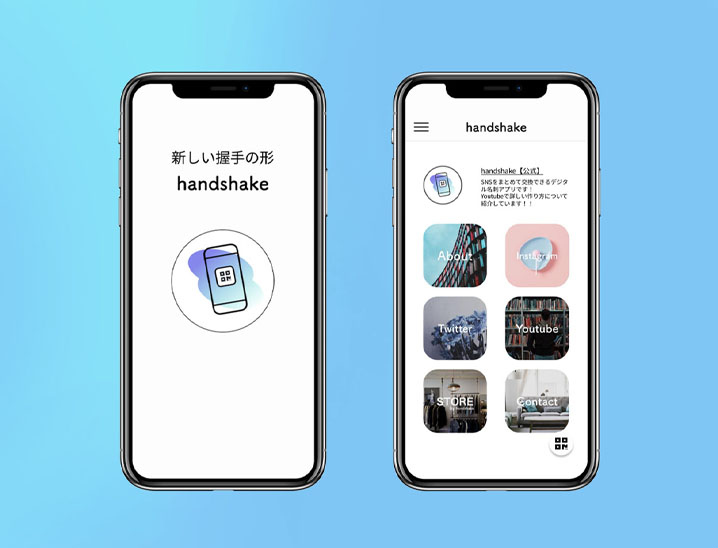 新しい握手の形
handshake
handshake
handshake【公式】
SNSをまとめて交換できるデジタ
ル名刺アプリです！
Youtubeで詳しい作り方について
紹介しています！！
About
Instagram
Twitter
Youtube
STORE
Contact